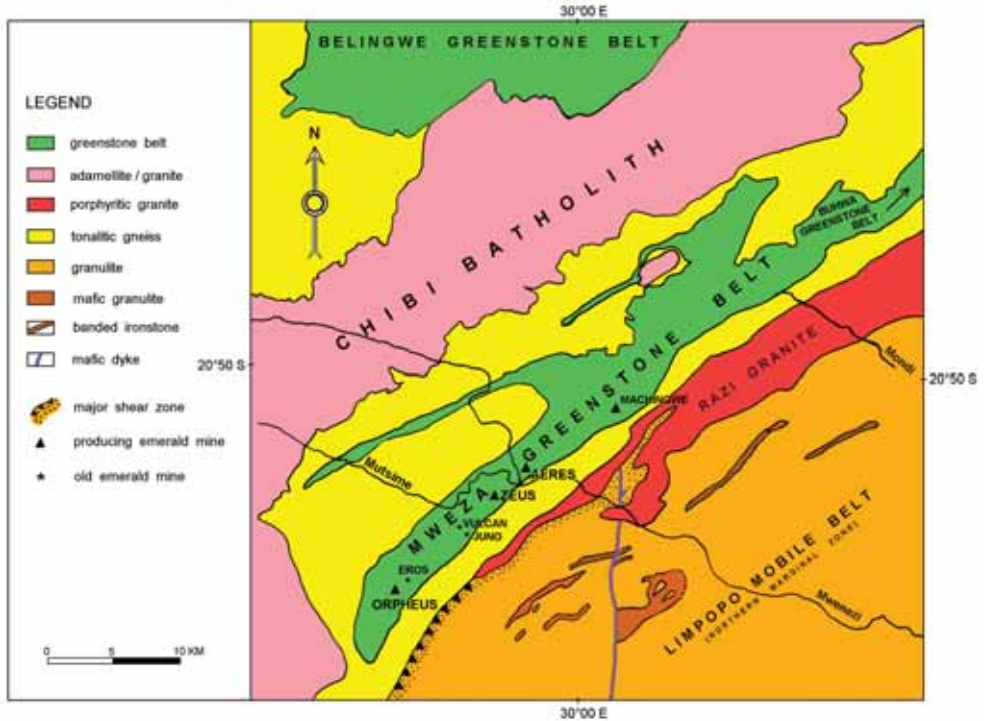 30°00 E
BELINGWE GREENSTONE BELT
LEGEND
greenstone belt
adamellite / granite
porphyritic granite
tonalitic gneiss
granulite
mafic granulite
banded ironstone
mafic dyke
major shear zone
producing emerald mine
old emerald mine
0 5 10 KM
N
CHIBI BATHOLITH
BUHWA
GREENSTONE
BELT
MWEZA GREENSTONE BELT
RAZI GRANITE
Mondi
20°50 S
20°50 S
MACHINGWE
Mutsime
AERES
ZEUS
VULCAN
JUNO
EROS
ORPHEUS
LIMPOPO MOBILE BELT
(NORTHERN MARDINAL ZONE)
Mwenezi
30°00 E